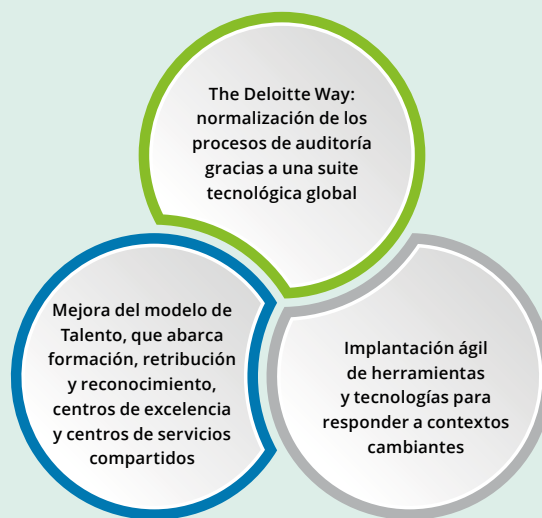 The Deloitte Way:
normalización de los
procesos de auditoría
gracias a una suite
tecnológica global
Mejora del modelo de
Talento, que abarca
formación, retribución
y reconocimiento,
centros de excelencia
y centros de servicios
compartidos
Implantación ágil
de herramientas
y tecnologías para
responder a contextos
cambiantes